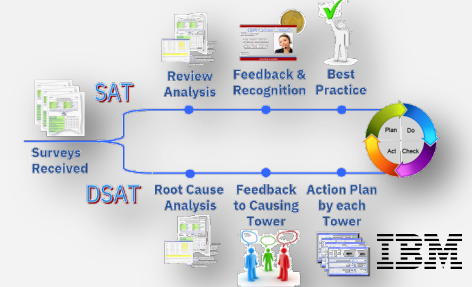 SAT
Review
Analysis
Feedback &
Recognition
Best
Practice
Surveys
Received
Plan
Do
Act
Check
DSAT
Root Cause
Analysis
Feedback
to Causing
Tower
Action Plan
by each
Tower
IBM